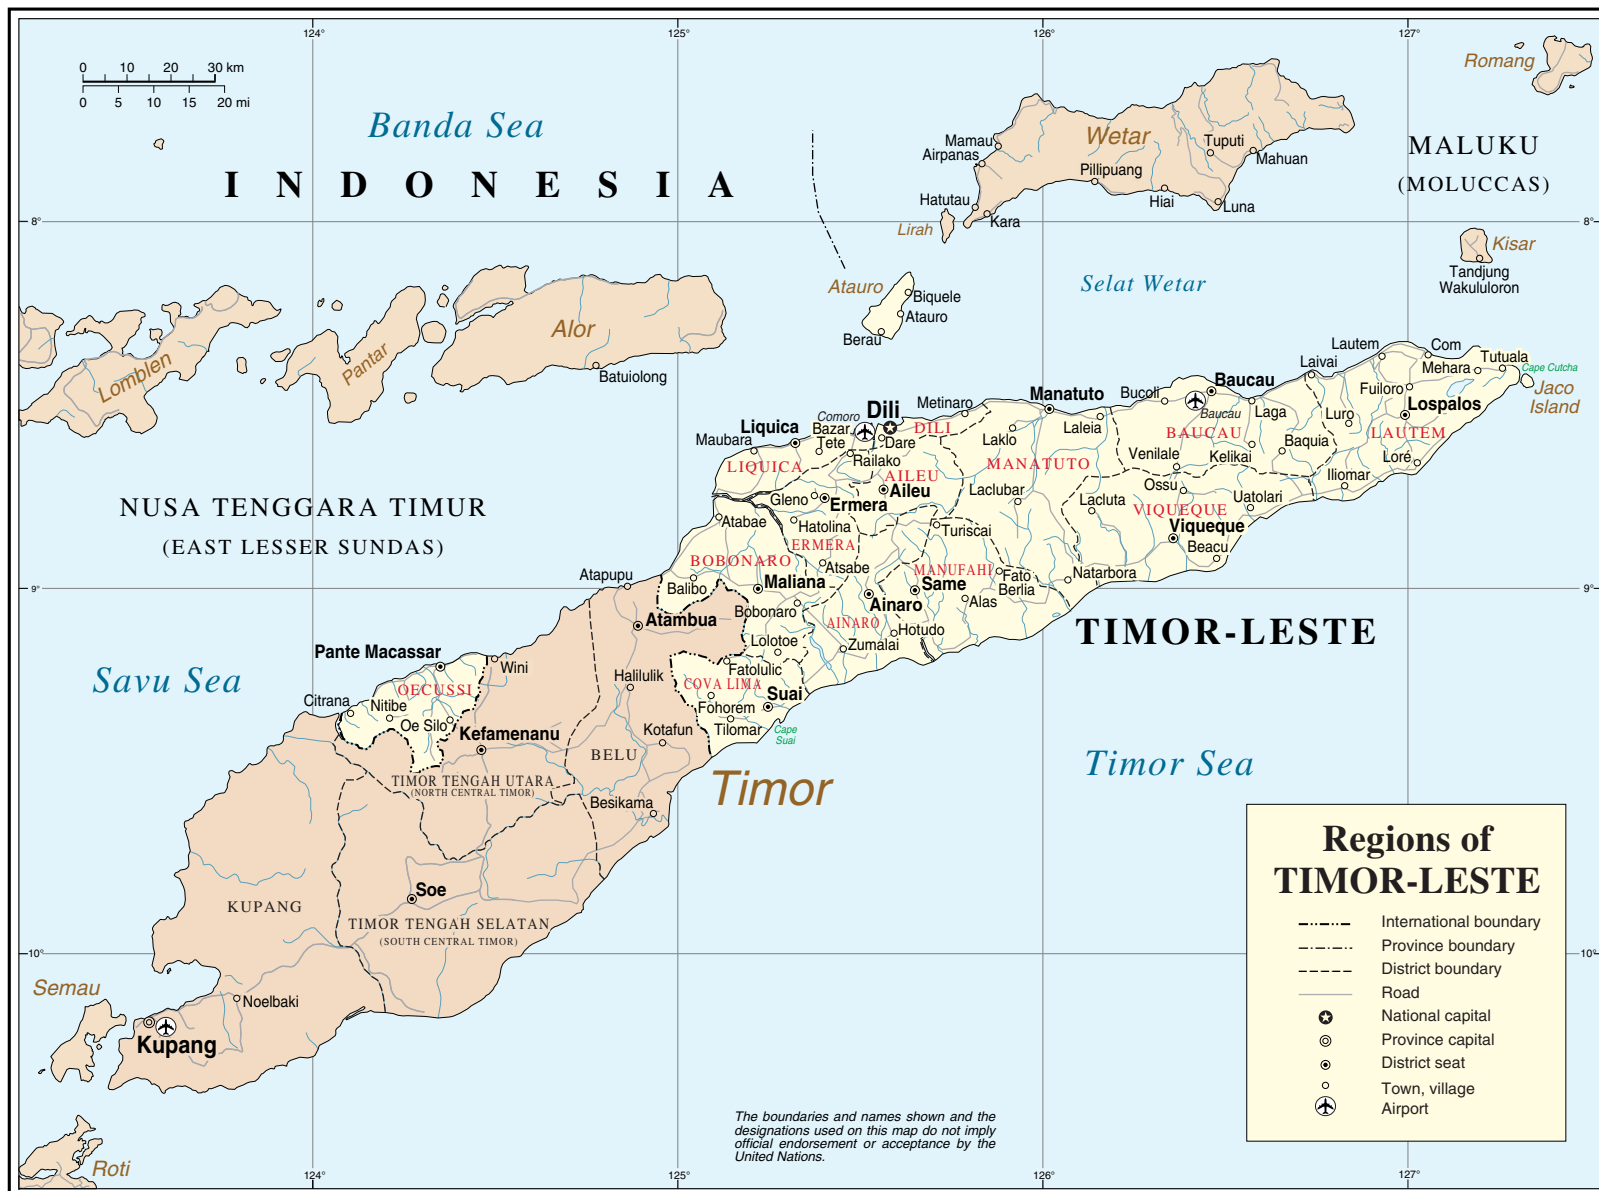 124°
125°
126°
127°
0 10 20 30 km
0 5 10 15 20 mi
Banda Sea
INDONESIA
Romang
Wetar
Mamau
Airpanas
Tuputi
Mahuan
Pillipuang
Hatutau
Kara
Hiai
Luna
Lirah
MALUKU
(MOLUCCAS)
8°
8°
Kisar
Tandjung
Wakululoron
Selat Wetar
Atauro
Biquele
Atauro
Berau
Alor
Pantar
Lomblen
Batuiolong
Lautem
Com
Laivai
Mehara
Tutuala
Cape Cutcha
Jaco
Island
Fuiloro
Lospalos
Luro
LAUTEM
Loré
Iliomar
Baucau
Bucoli
Baucau
Laga
BAUCAU
Baquia
Venilale
Kelikai
Manatuto
Metinaro
Laleia
Laklo
MANATUTO
Laclubar
Dili
Comoro
Bazar
Tete
Dare
DILI
Railako
Liquica
Maubara
LIQUICA
AILEU
Aileu
Gleno
Ermera
Hatolina
ERMERA
Atsabe
Ossu
Lacluta
Uatolari
VIQUEQUE
Viqueque
Beacu
Turiscai
MANUFAHI
Same
Fato
Berlia
Natarbora
Alas
Atabae
BOBONARO
Balibo
Maliana
Bobonaro
Ainaro
AINARO
Hotudo
Zumalai
Lolotoe
Fatolulic
COVA LIMA
Suai
Fohorem
Tilomar
Cape
Suai
NUSA TENGGARA TIMUR
(EAST LESSER SUNDAS)
9°
9°
Atapupu
Atambua
TIMOR-LESTE
Pante Macassar
Wini
OECUSSI
Citrana
Nitibe
Oe Silo
Halilulik
Kefamenanu
Kotafun
BELU
Savu Sea
Timor Sea
Timor
TIMOR TENGAH UTARA
(NORTH CENTRAL TIMOR)
Besikama
Soe
KUPANG
TIMOR TENGAH SELATAN
(SOUTH CENTRAL TIMOR)
10°
10°
Semau
Noelbaki
Kupang
Roti
Regions of
TIMOR-LESTE
International boundary
Province boundary
District boundary
Road
National capital
Province capital
District seat
Town, village
Airport
The boundaries and names shown and the
designations used on this map do not imply
official endorsement or acceptance by the
United Nations.
124°
125°
126°
127°